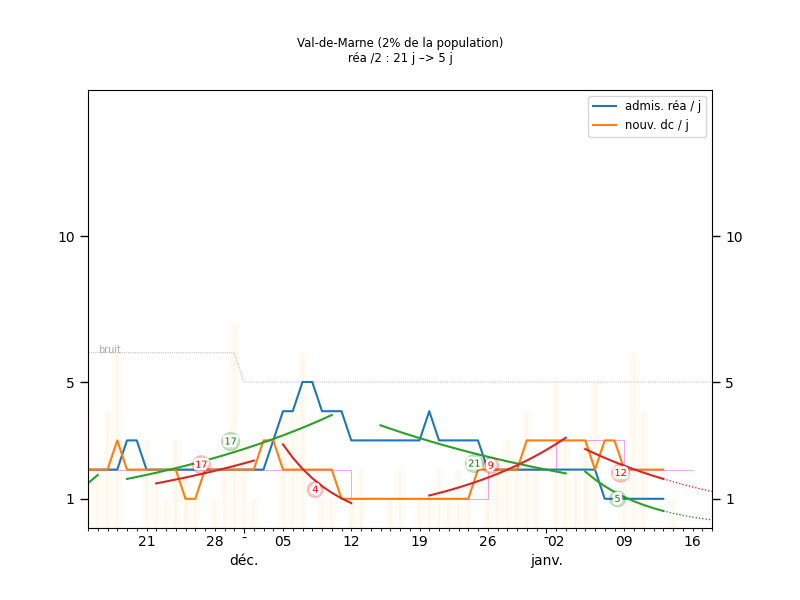 Val-de-Marne (2% de la population)
réa /2 : 21 j –> 5 j
admis. réa / j
nouv. dc / j
10 10
bruit
5 5
17
17 21 9 12
4 5
1 1
21 28 - 05 12 19 26 - 02 09 16
déc. janv.